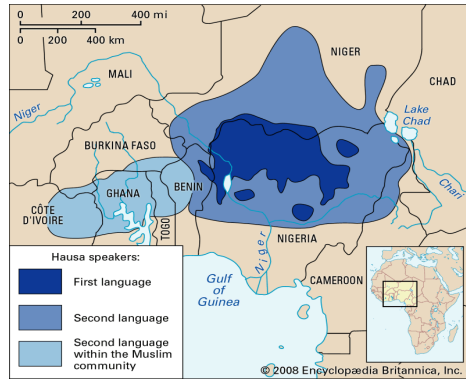 0 200 400 mi
0 200 400 km
NIGER
MALI
CHAD
Niger
Lake
Chad
BURKINA FASO
Chari
BENIN
GHANA
CÔTE
D'IVOIRE
TOGO
NIGERIA
Niger
Hausa speakers:
First language
Second language
Second language
within the Muslim
community
Gulf
of
Guinea
CAMEROON
© 2008 Encyclopædia Britannica, Inc.